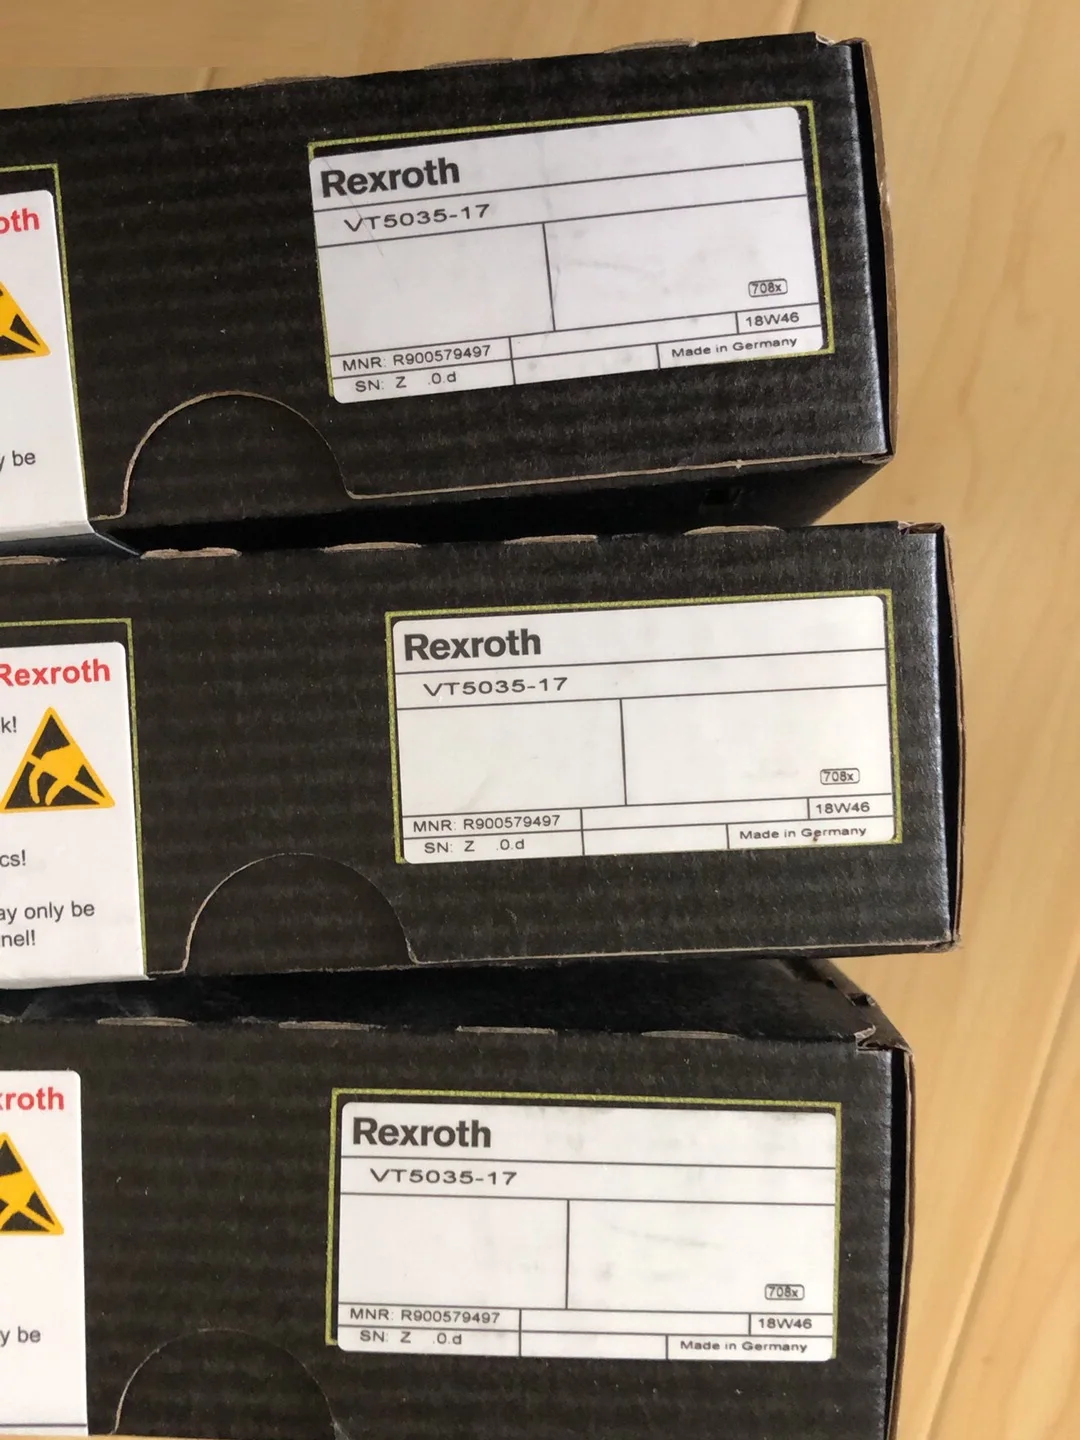 oth
y be
Rexroth
VT5035-17
708x
18W46
MNR: R900579497
Made in Germany
SN: Z .0.d
Rexroth
k!
cs!
ay only be
nel!
Rexroth
VT5035-17
708x
18W46
MNR: R900579497
Made in Germany
SN: Z .0.d
xroth
y be
Rexroth
VT5035-17
708x
18W46
MNR: R900579497
Made in Germany
SN: Z .0.d